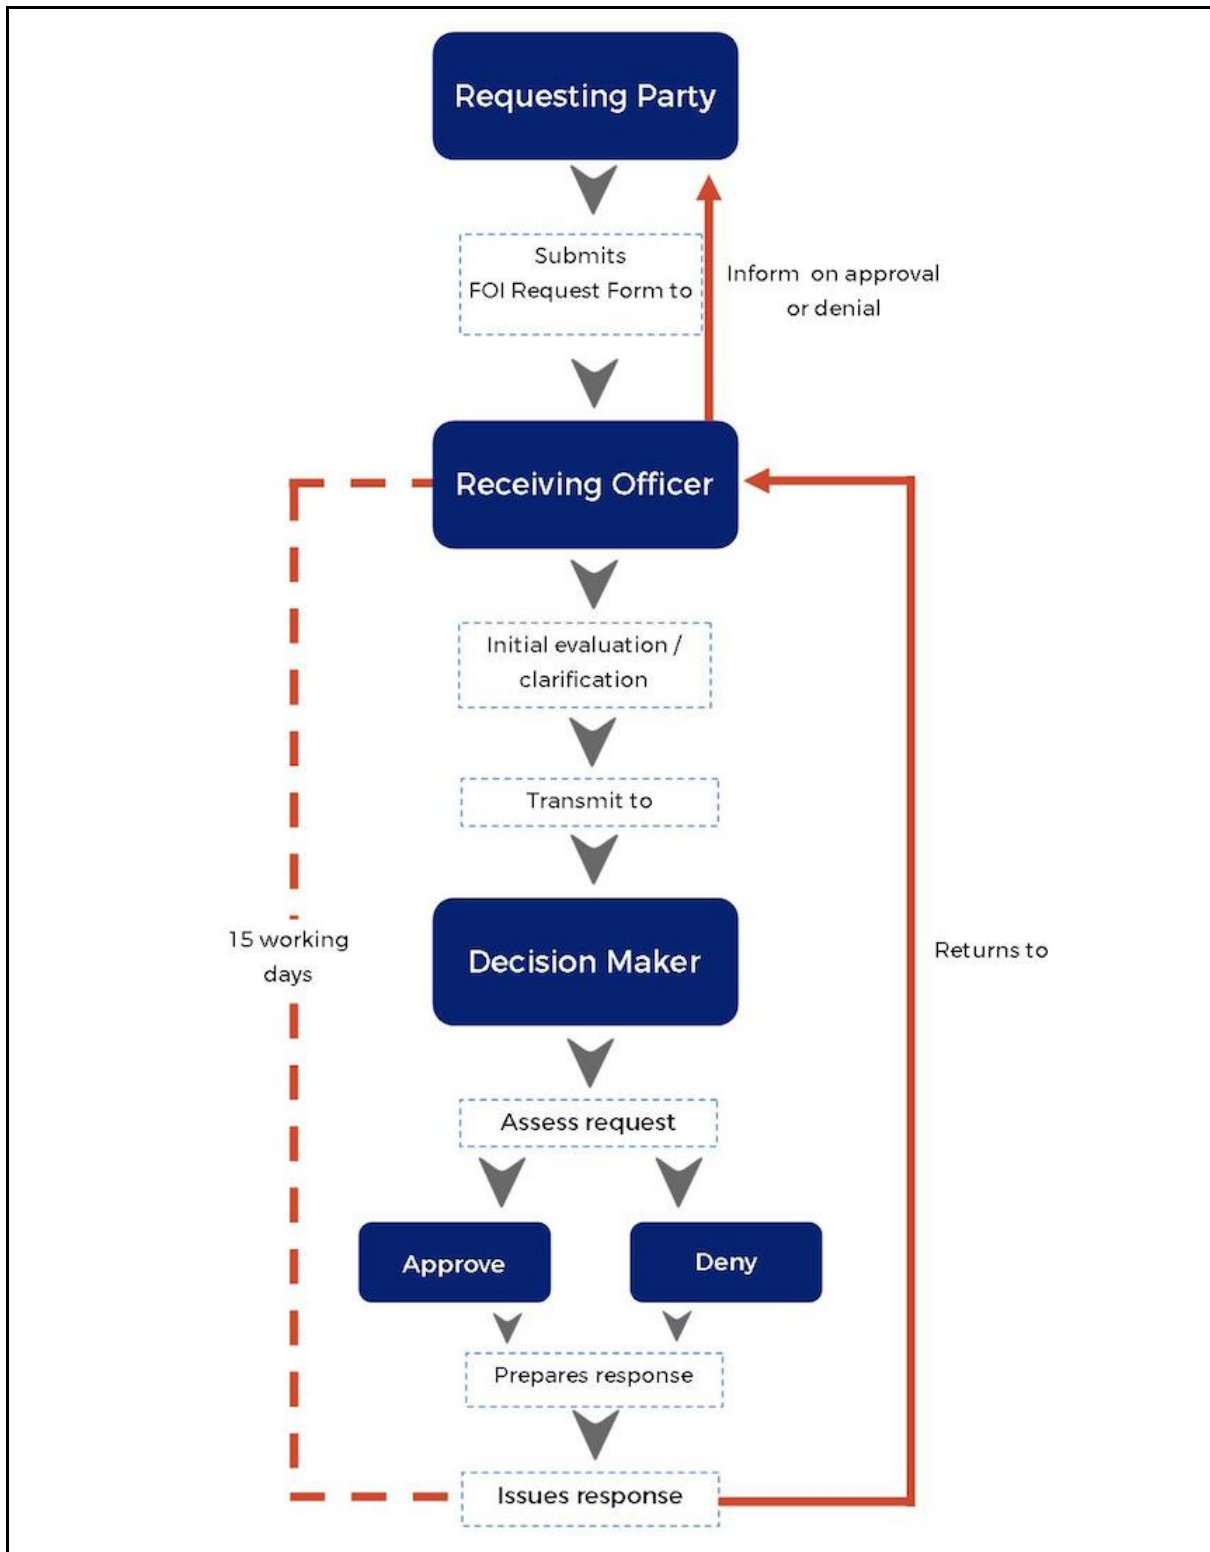 Requesting Party
Submits
FOI Request Form to
Inform on approval
or denial
Receiving Officer
Initial evaluation /
clarification
Transmit to
15 working
days
Decision Maker
Returns to
Assess request
Approve
Deny
Prepares response
Issues response